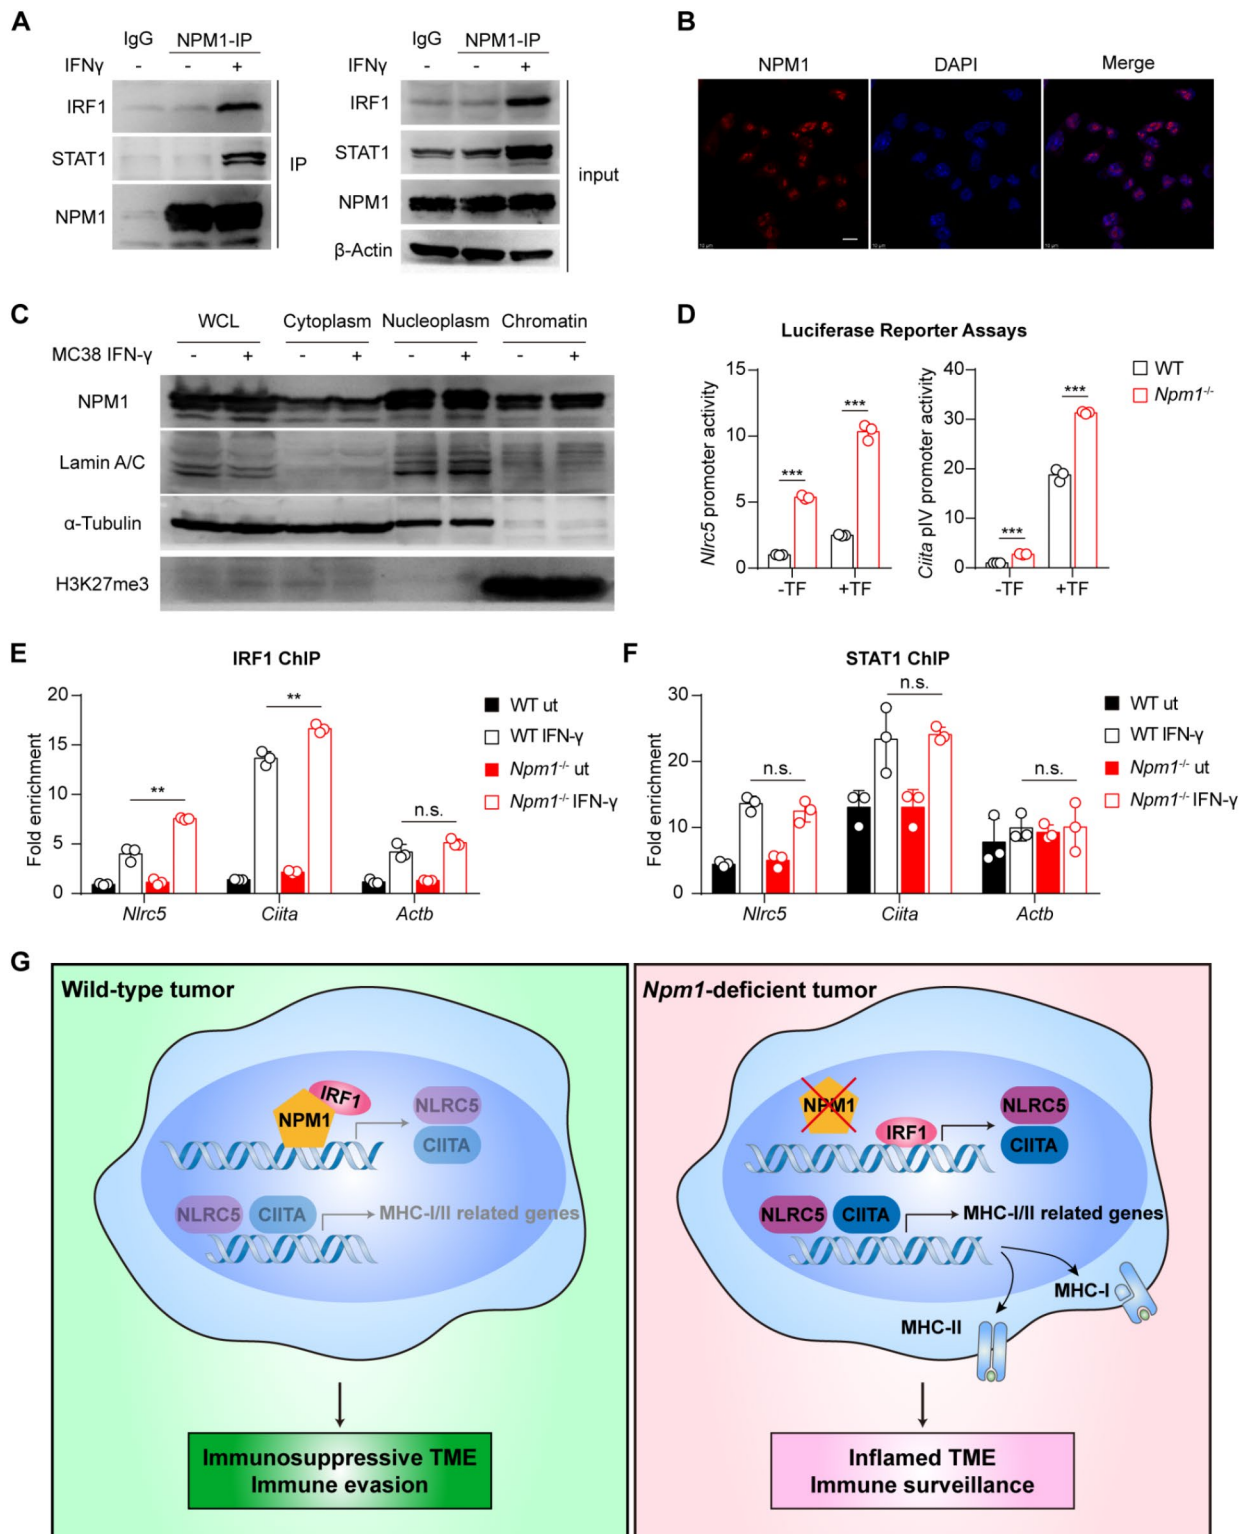 A
IgG NPM1-IP
IFNγ - - +
IRF1
STAT1
NPM1
IP
IgG NPM1-IP
IFNγ - - +
IRF1
STAT1
NPM1
β-Actin
input
B
NPM1 DAPI Merge
10 μm 10 μm 10 μm
C
WCL Cytoplasm Nucleoplasm Chromatin
MC38 IFN-γ - + - + - + - +
NPM1
Lamin A/C
α-Tubulin
H3K27me3
D
Luciferase Reporter Assays
Nlrc5 promoter activity
15
10
5
0
***
***
-TF +TF
Ciita pIV promoter activity
40
30
20
10
0
***
***
-TF +TF
WT
Npm1-/-
E
IRF1 ChIP
Fold enrichment
20
15
10
5
0
**
**
n.s.
Nlrc5 Ciita Actb
WT ut
WT IFN-γ
Npm1-/- ut
Npm1-/- IFN-γ
F
STAT1 ChIP
Fold enrichment
30
20
10
0
n.s.
n.s.
n.s.
Nlrc5 Ciita Actb
WT ut
WT IFN-γ
Npm1-/- ut
Npm1-/- IFN-γ
G
Wild-type tumor
IRF1
NPM1
NLRC5
CIITA
NLRC5 CIITA MHC-I/II related genes
Immunosuppressive TME
Immune evasion
Npm1-deficient tumor
NPM1
IRF1
NLRC5
CIITA
NLRC5 CIITA MHC-I/II related genes
MHC-I
MHC-II
Inflamed TME
Immune surveillance